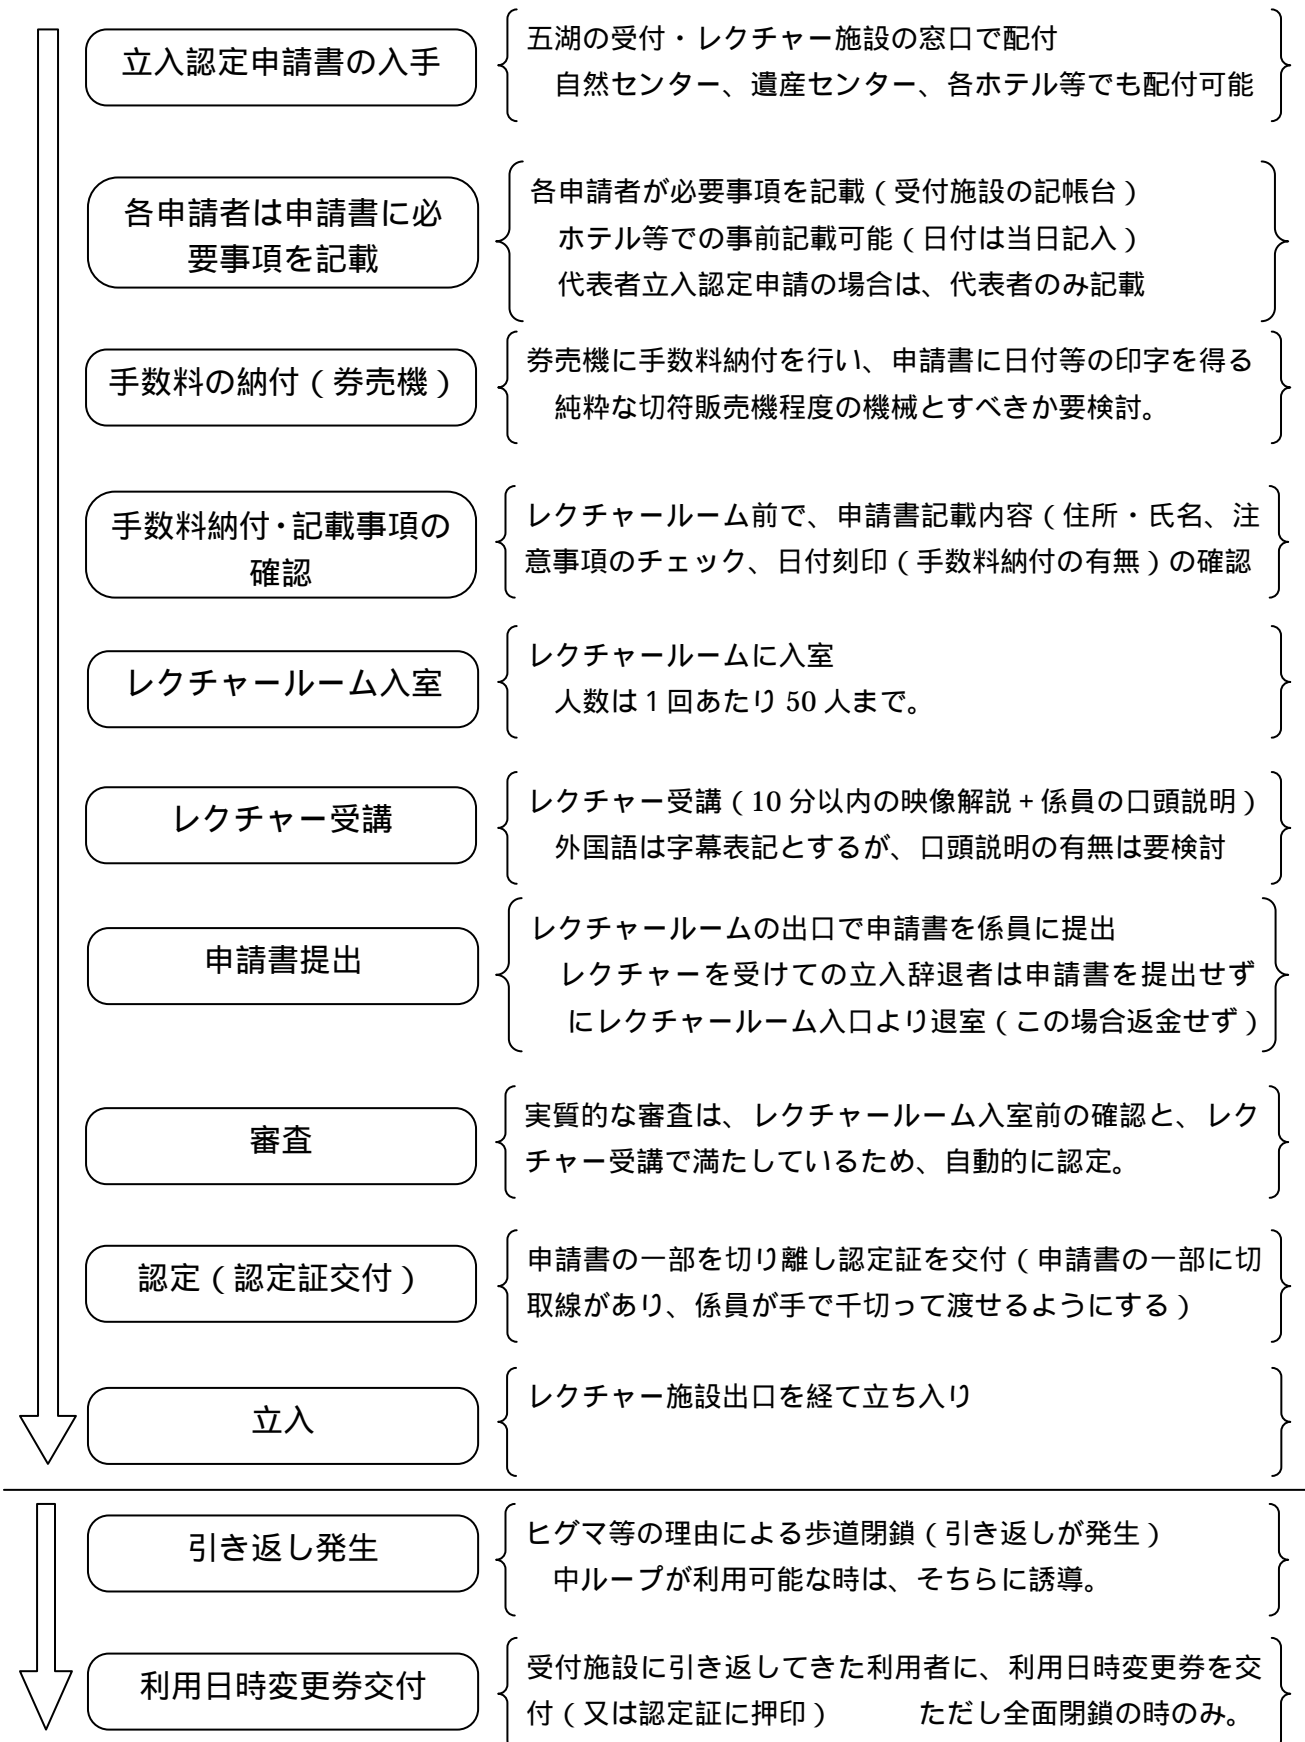 立入認定申請書の入手
五湖の受付・レクチャー施設の窓口で配付
自然センター、遺産センター、各ホテル等でも配付可能
各申請者は申請書に必
要事項を記載
各申請者が必要事項を記載(受付施設の記帳台)
ホテル等での事前記載可能(日付は当日記入)
代表者立入認定申請の場合は、代表者のみ記載
手数料の納付(券売機)
券売機に手数料納付を行い、申請書に日付等の印字を得る
純粋な切符販売機程度の機械とすべきか要検討。
手数料納付・記載事項の
確認
レクチャールーム前で、申請書記載内容(住所・氏名、注
意事項のチェック、日付刻印(手数料納付の有無)の確認
レクチャールーム入室
レクチャールームに入室
人数は1回あたり50人まで。
レクチャー受講
レクチャー受講(10分以内の映像解説+係員の口頭説明)
外国語は字幕表記とするが、口頭説明の有無は要検討
申請書提出
レクチャールームの出口で申請書を係員に提出
レクチャーを受けての立入辞退者は申請書を提出せず
にレクチャールーム入口より退室(この場合返金せず)
審査
実質的な審査は、レクチャールーム入室前の確認と、レク
チャー受講で満たしているため、自動的に認定。
認定(認定証交付)
申請書の一部を切り離し認定証を交付(申請書の一部に切
取線があり、係員が手で千切って渡せるようにする)
立入
レクチャー施設出口を経て立ち入り
引き返し発生
ヒグマ等の理由による歩道閉鎖(引き返しが発生)
中ループが利用可能な時は、そちらに誘導。
利用日時変更券交付
受付施設に引き返してきた利用者に、利用日時変更券を交
付(又は認定証に押印) ただし全面閉鎖の時のみ。